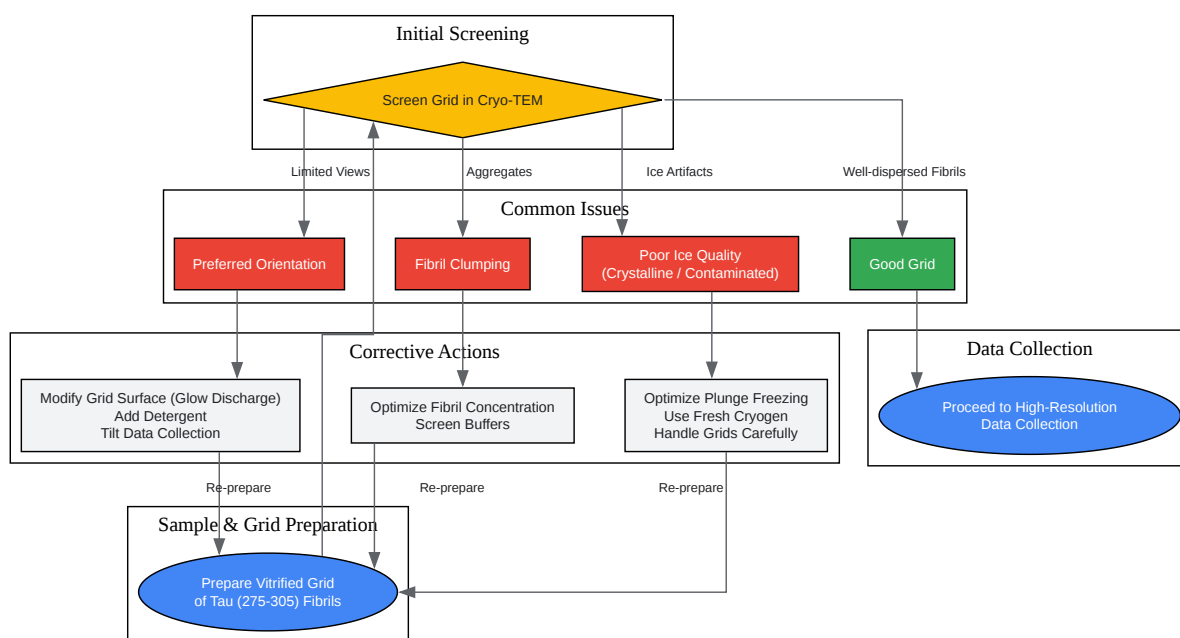 Initial Screening
Screen Grid in Cryo-TEM
Limited Views
Aggregates
Ice Artifacts
Well-dispersed Fibrils
Common Issues
Preferred Orientation
Fibril Clumping
Poor Ice Quality
(Crystalline / Contaminated)
Good Grid
Corrective Actions
Modify Grid Surface (Glow Discharge)
Add Detergent
Tilt Data Collection
Optimize Fibril Concentration
Screen Buffers
Optimize Plunge Freezing
Use Fresh Cryogen
Handle Grids Carefully
Data Collection
Proceed to High-Resolution
Data Collection
Re-prepare
Re-prepare
Re-prepare
Sample & Grid Preparation
Prepare Vitrified Grid
of Tau (275-305) Fibrils